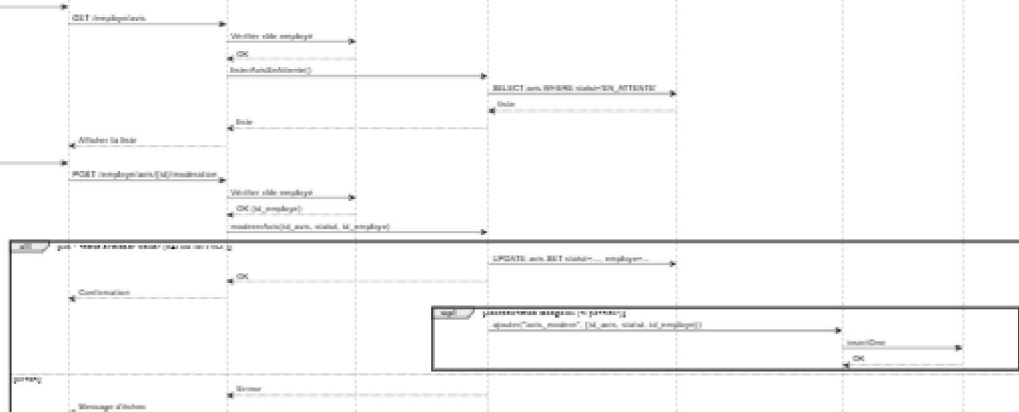 GET /employe/avis
Vérifier rôle employé
OK
listerAvisEnAttente()
SELECT avis WHERE statut='EN_ATTENTE'
liste
liste
Afficher la liste
POST /employe/avis/{id}/moderation
Vérifier rôle employé
OK (id_employe)
modererAvis(id_avis, statut, id_employe)
alt
UPDATE avis SET statut=..., employe=...
OK
Confirmation
opt
ajouter("avis_modere", {id_avis, statut, id_employe})
insertOne
OK
Erreur
Message d'échec